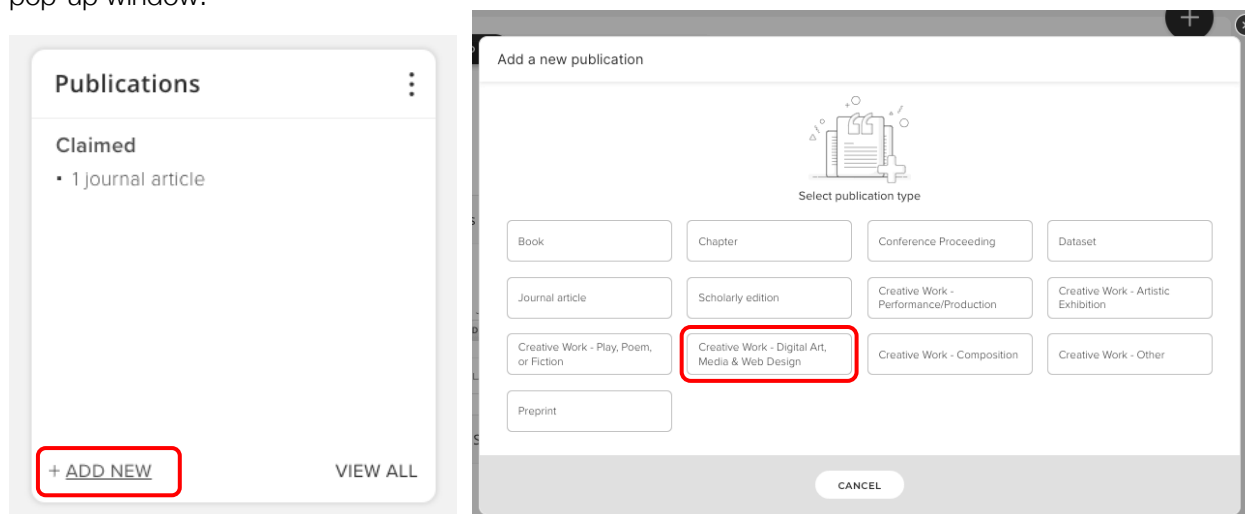 pop-up window.
Publications
Claimed
▪ 1 journal article
+ ADD NEW
VIEW ALL
Add a new publication
Select publication type
Book
Chapter
Conference Proceeding
Dataset
Journal article
Scholarly edition
Creative Work -
Performance/Production
Creative Work - Artistic
Exhibition
Creative Work - Play, Poem,
or Fiction
Creative Work - Digital Art,
Media & Web Design
Creative Work - Composition
Creative Work - Other
Preprint
CANCEL